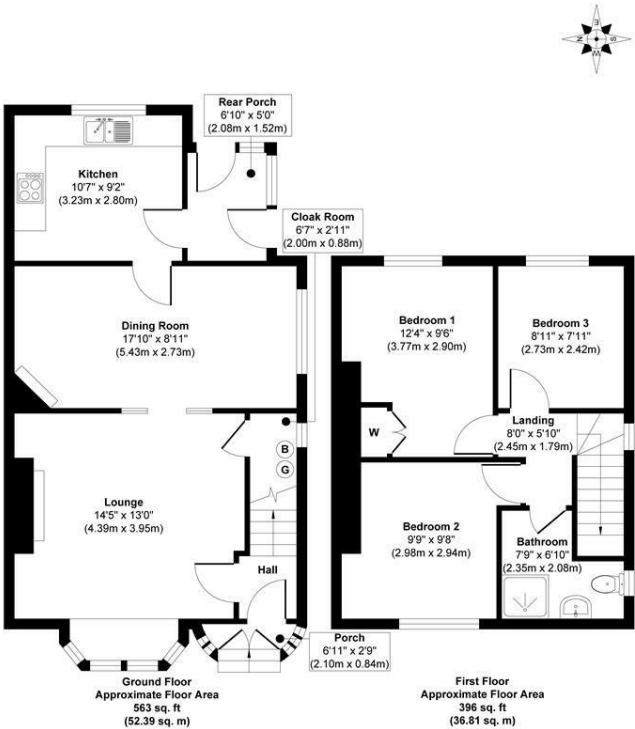 N
E
S
W
Rear Porch
6'10" x 5'0"
(2.08m x 1.52m)
Kitchen
10'7" x 9'2"
(3.23m x 2.80m)
Cloak Room
6'7" x 2'11"
(2.00m x 0.88m)
Dining Room
17'10" x 8'11"
(5.43m x 2.73m)
B
G
Lounge
14'5" x 13'0"
(4.39m x 3.95m)
Hall
Porch
6'11" x 2'9"
(2.10m x 0.84m)
Ground Floor
Approximate Floor Area
563 sq. ft
(52.39 sq. m)
Bedroom 1
12'4" x 9'6"
(3.77m x 2.90m)
Bedroom 3
8'11" x 7'11"
(2.73m x 2.42m)
W
Landing
8'0" x 5'10"
(2.45m x 1.79m)
Bedroom 2
9'9" x 9'8"
(2.98m x 2.94m)
Bathroom
7'9" x 6'10"
(2.35m x 2.08m)
First Floor
Approximate Floor Area
396 sq. ft
(36.81 sq. m)